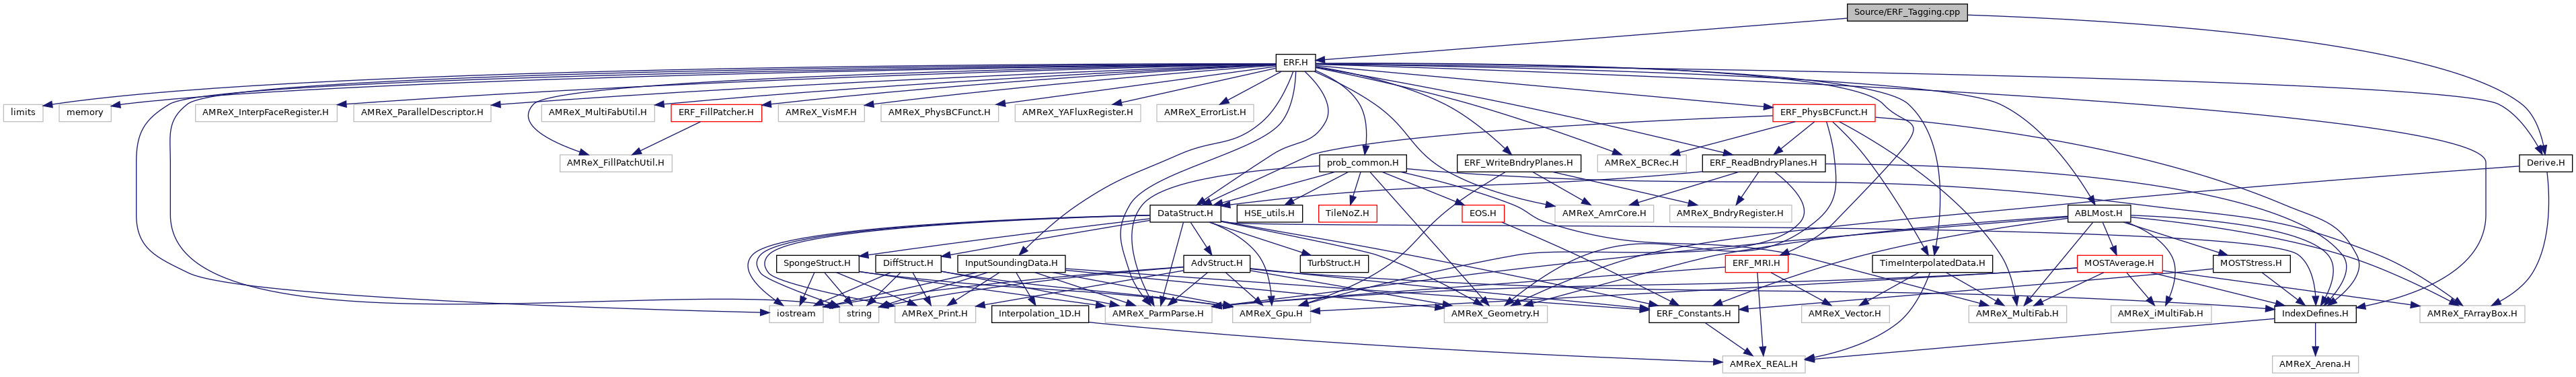 Source/ERF_Tagging.cpp
ERF.H
limits
memory
AMReX_InterpFaceRegister.H
AMReX_ParallelDescriptor.H
AMReX_MultiFabUtil.H
ERF_FillPatcher.H
AMReX_VisMF.H
AMReX_PhysBCFunct.H
AMReX_YAFluxRegister.H
AMReX_ErrorList.H
ERF_PhysBCFunct.H
AMReX_FillPatchUtil.H
prob_common.H
ERF_WriteBndryPlanes.H
AMReX_BCRec.H
ERF_ReadBndryPlanes.H
Derive.H
DataStruct.H
HSE_utils.H
TileNoZ.H
EOS.H
AMReX_AmrCore.H
AMReX_BndryRegister.H
ABLMost.H
SpongeStruct.H
DiffStruct.H
InputSoundingData.H
AdvStruct.H
TurbStruct.H
ERF_MRI.H
TimeInterpolatedData.H
MOSTAverage.H
MOSTStress.H
iostream
string
AMReX_Print.H
Interpolation_1D.H
AMReX_ParmParse.H
AMReX_Gpu.H
AMReX_Geometry.H
ERF_Constants.H
AMReX_Vector.H
AMReX_MultiFab.H
AMReX_iMultiFab.H
IndexDefines.H
AMReX_FArrayBox.H
AMReX_REAL.H
AMReX_Arena.H